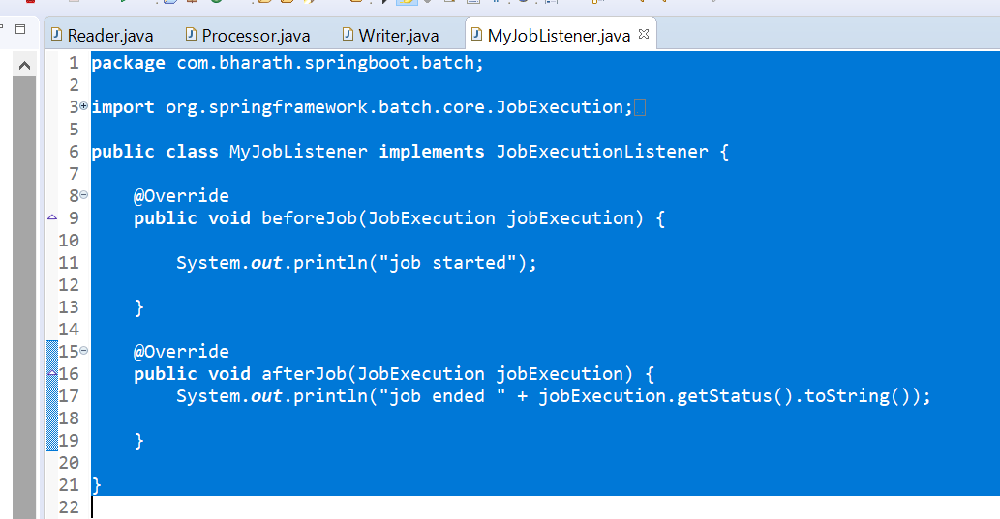 Reader.java Processor.java Writer.java MyJobListener.java
1 package com.bharath.springboot.batch;
2
3 import org.springframework.batch.core.JobExecution;
5
6 public class MyJobListener implements JobExecutionListener {
7
8 @Override
9 public void beforeJob(JobExecution jobExecution) {
10
11 System.out.println("job started");
12
13 }
14
15 @Override
16 public void afterJob(JobExecution jobExecution) {
17 System.out.println("job ended " + jobExecution.getStatus().toString());
18
19 }
20
21 }
22